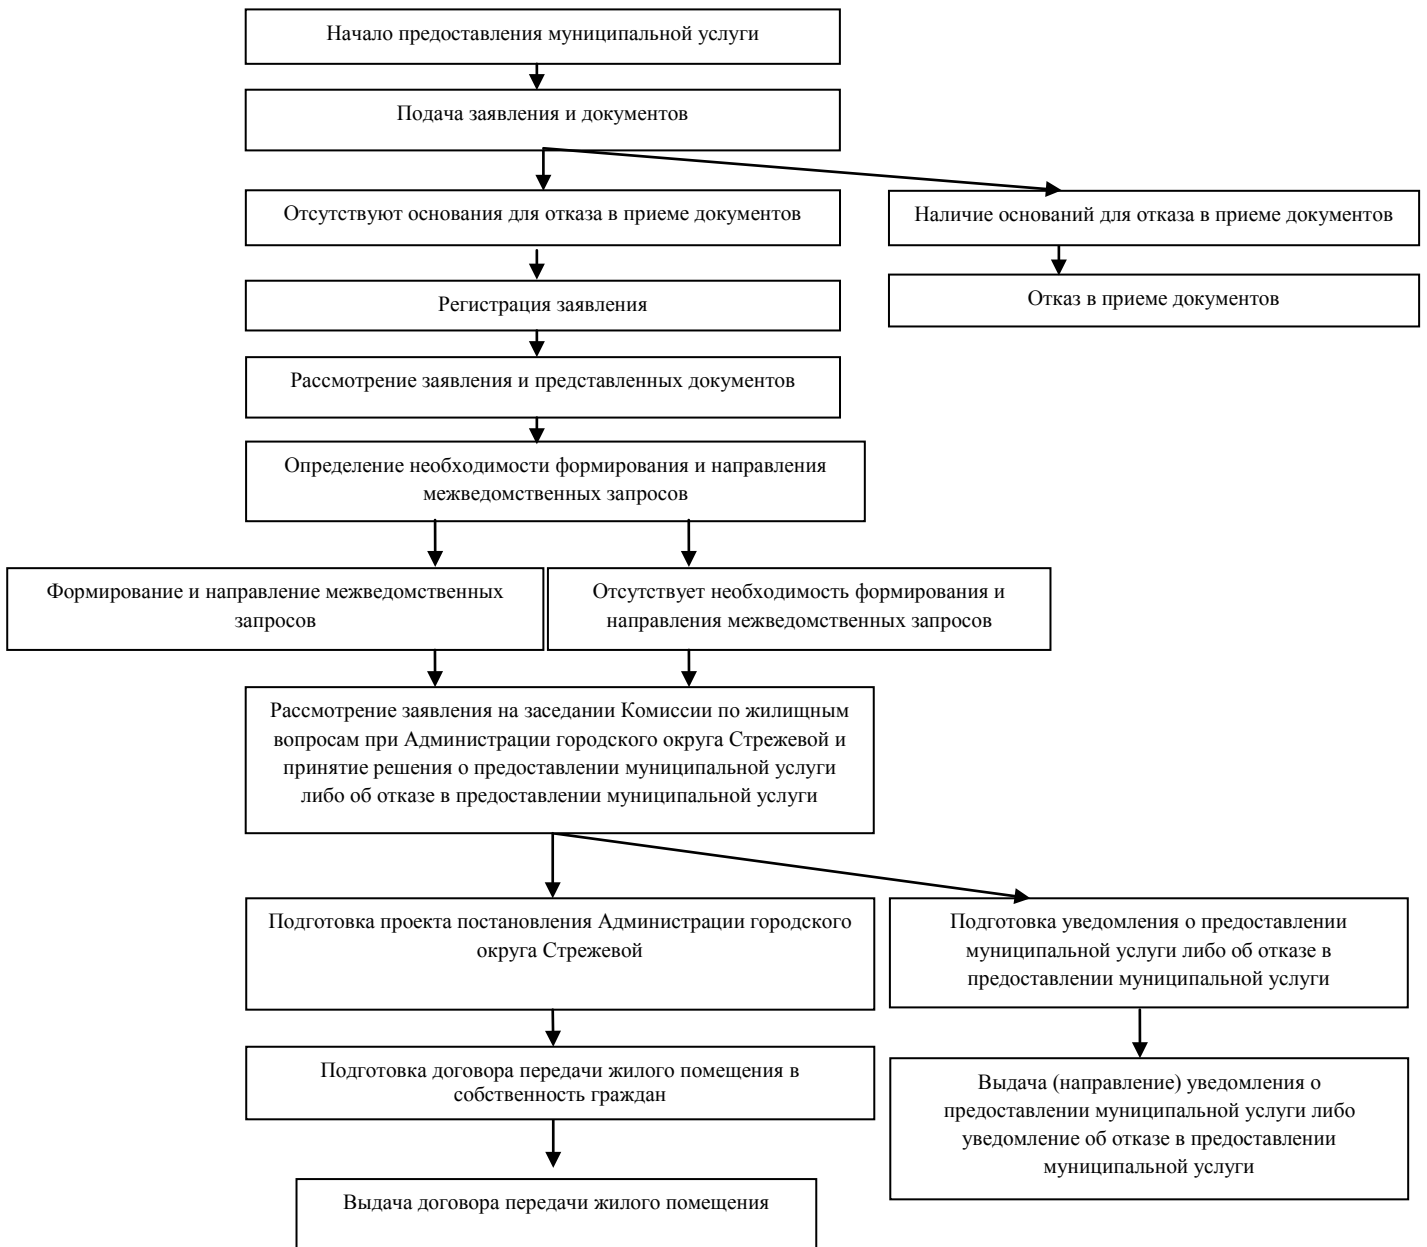 Начало предоставления муниципальной услуги
Подача заявления и документов
Отсутствуют основания для отказа в приеме документов
Наличие оснований для отказа в приеме документов
Регистрация заявления
Отказ в приеме документов
Рассмотрение заявления и представленных документов
Определение необходимости формирования и направления
межведомственных запросов
Формирование и направление межведомственных
запросов
Отсутствует необходимость формирования и
направления межведомственных запросов
Рассмотрение заявления на заседании Комиссии по жилищным
вопросам при Администрации городского округа Стрежевой и
принятие решения о предоставлении муниципальной услуги
либо об отказе в предоставлении муниципальной услуги
Подготовка проекта постановления Администрации городского
округа Стрежевой
Подготовка уведомления о предоставлении
муниципальной услуги либо об отказе в
предоставлении муниципальной услуги
Подготовка договора передачи жилого помещения в
собственность граждан
Выдача (направление) уведомления о
предоставлении муниципальной услуги либо
уведомление об отказе в предоставлении
муниципальной услуги
Выдача договора передачи жилого помещения